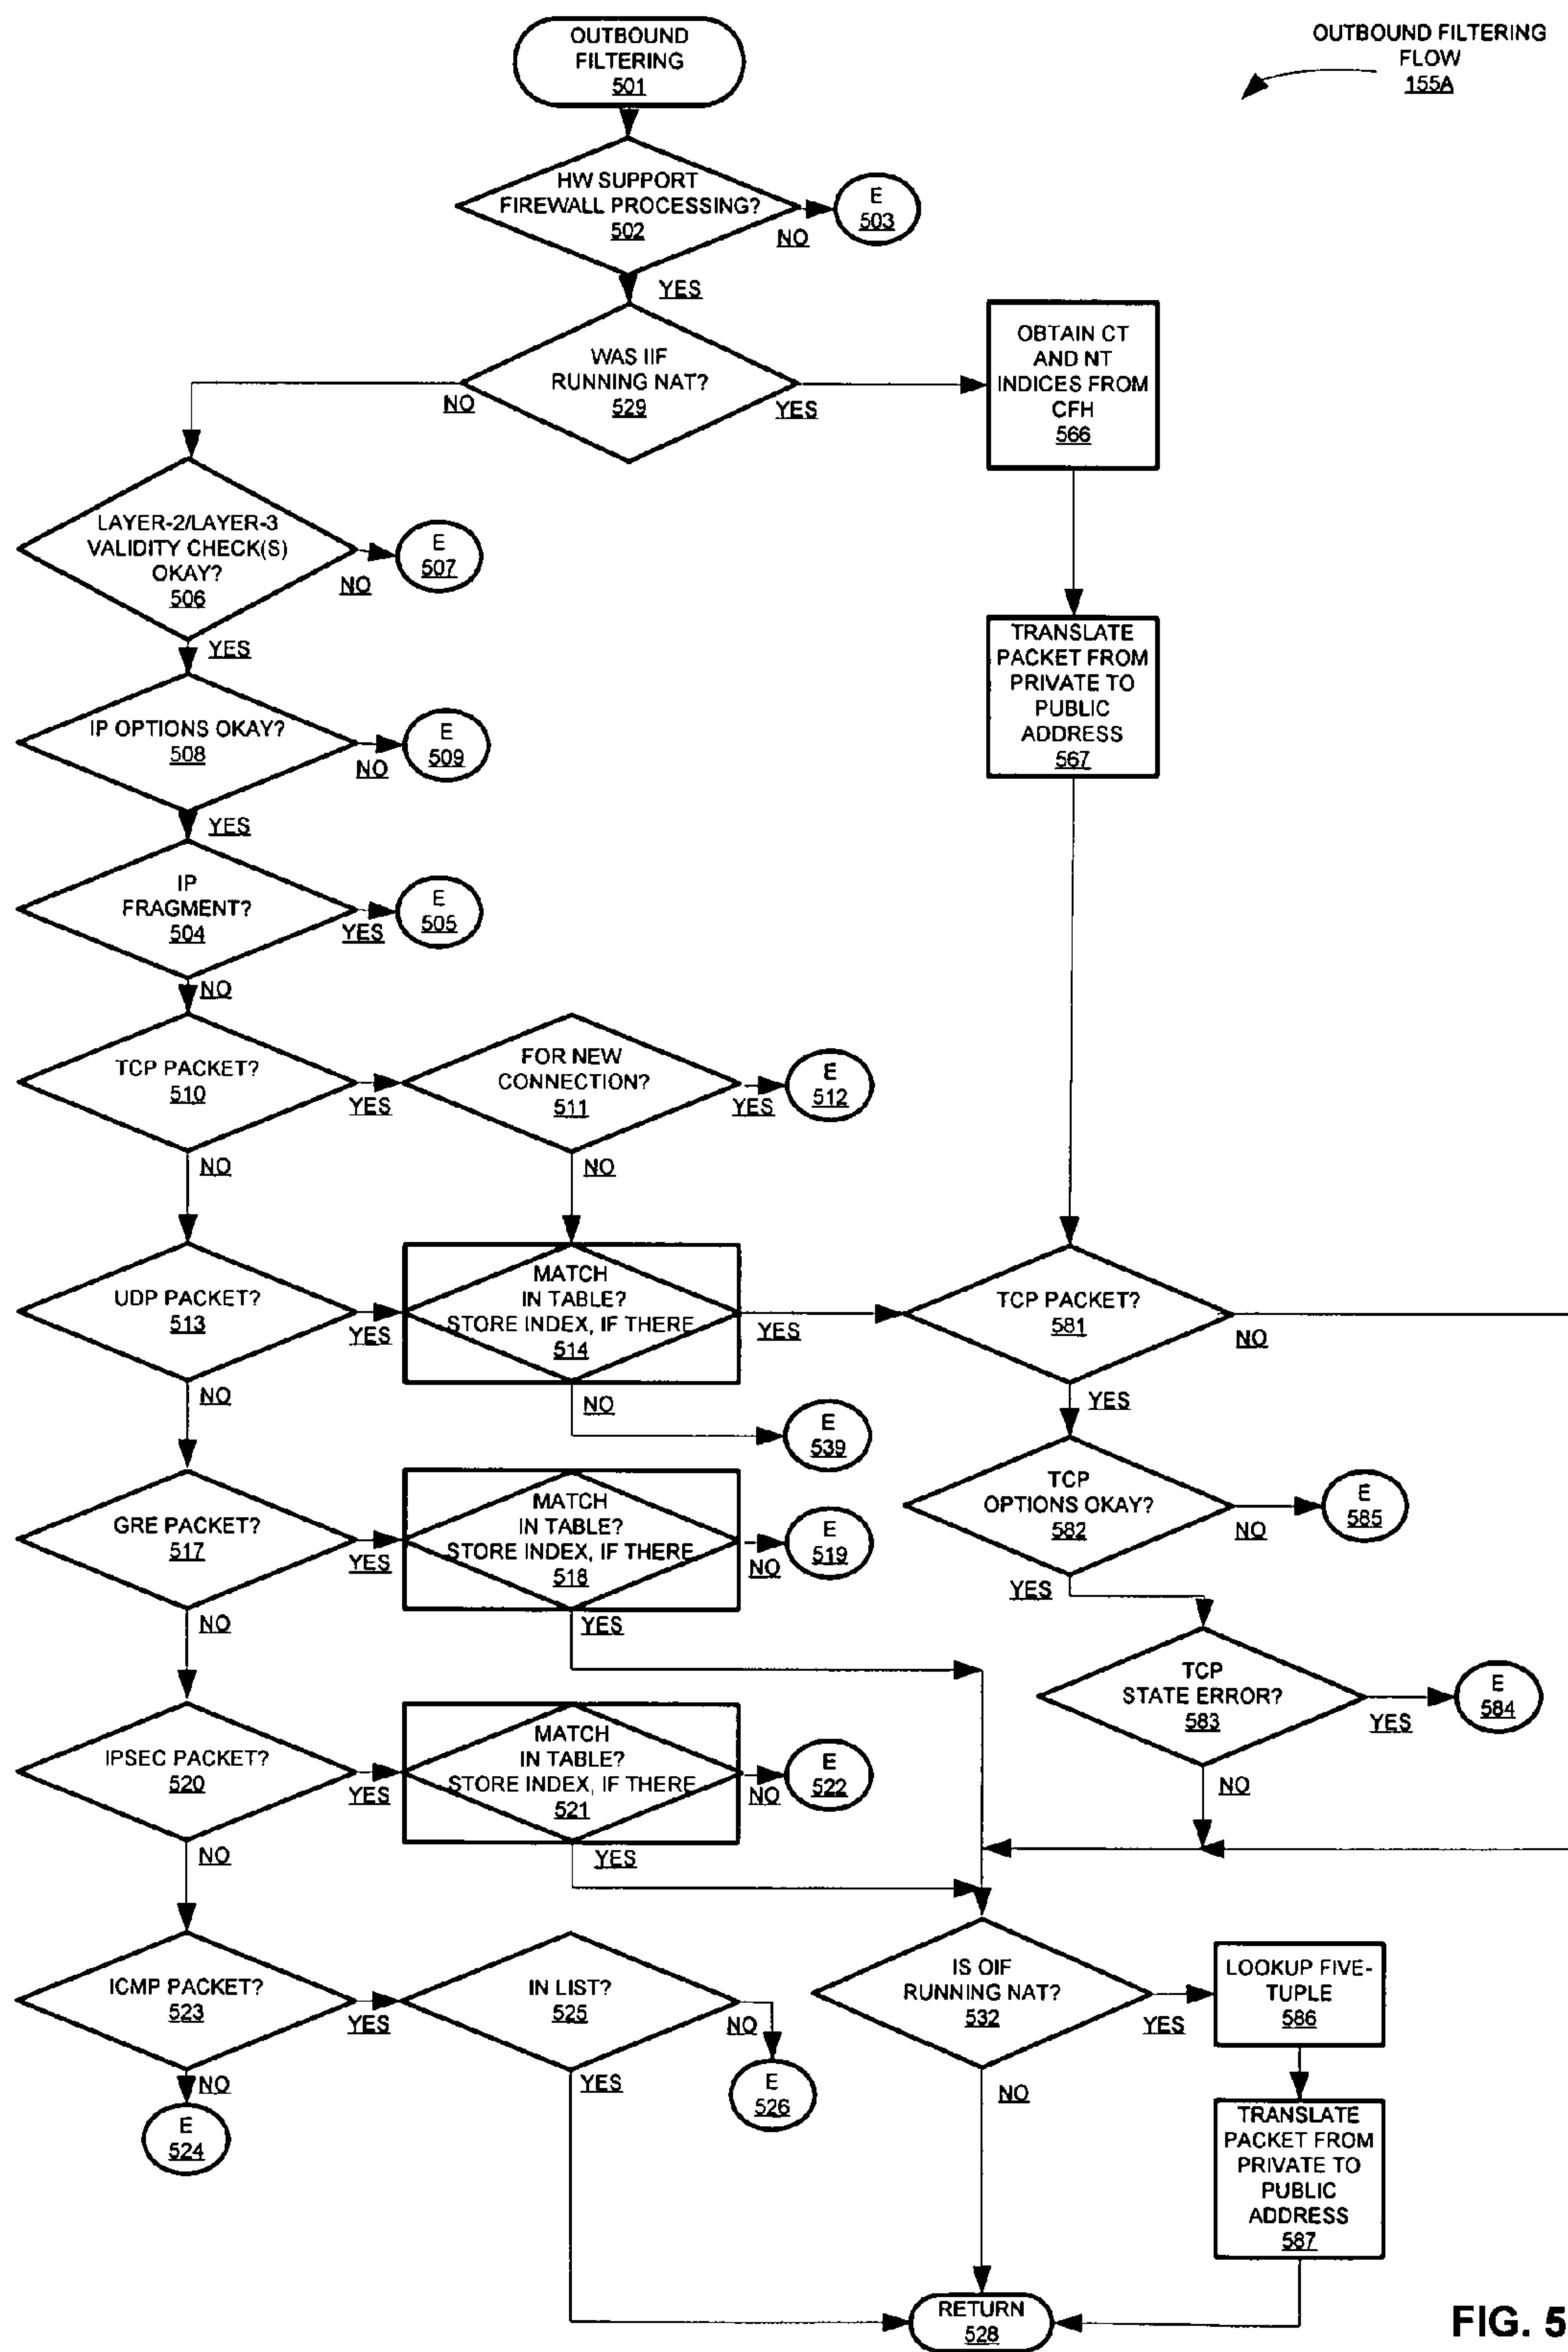 OUTBOUND
FILTERING
501
OUTBOUND FILTERING
FLOW
155A
HW SUPPORT
FIREWALL PROCESSING?
502
NO
E
503
YES
WAS IIF
RUNNING NAT?
529
NO
YES
OBTAIN CT
AND NT
INDICES FROM
CFH
566
LAYER-2/LAYER-3
VALIDITY CHECK(S)
OKAY?
506
NO
E
507
YES
TRANSLATE
PACKET FROM
PRIVATE TO
PUBLIC
ADDRESS
567
IP OPTIONS OKAY?
508
NO
E
509
YES
IP
FRAGMENT?
504
YES
E
505
NO
TCP PACKET?
510
YES
FOR NEW
CONNECTION?
511
YES
E
512
NO
NO
UDP PACKET?
513
YES
MATCH
IN TABLE?
STORE INDEX, IF THERE
514
YES
TCP PACKET?
581
NO
NO
NO
E
539
YES
GRE PACKET?
517
YES
MATCH
IN TABLE?
STORE INDEX, IF THERE
518
NO
E
519
TCP
OPTIONS OKAY?
582
NO
E
585
NO
YES
YES
TCP
STATE ERROR?
583
YES
E
584
IPSEC PACKET?
520
YES
MATCH
IN TABLE?
STORE INDEX, IF THERE
521
NO
E
522
NO
NO
YES
ICMP PACKET?
523
YES
IN LIST?
525
NO
E
526
IS OIF
RUNNING NAT?
532
YES
LOOKUP FIVE-
TUPLE
586
NO
E
524
YES
NO
TRANSLATE
PACKET FROM
PRIVATE TO
PUBLIC
ADDRESS
587
RETURN
528
FIG. 5